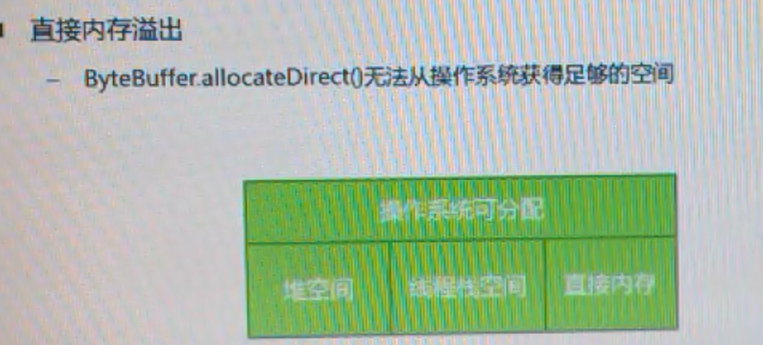 直接内存溢出
– ByteBuffer.allocateDirect()无法从操作系统获得足够的空间
操作系统可分配
堆空间 线程栈空间 直接内存